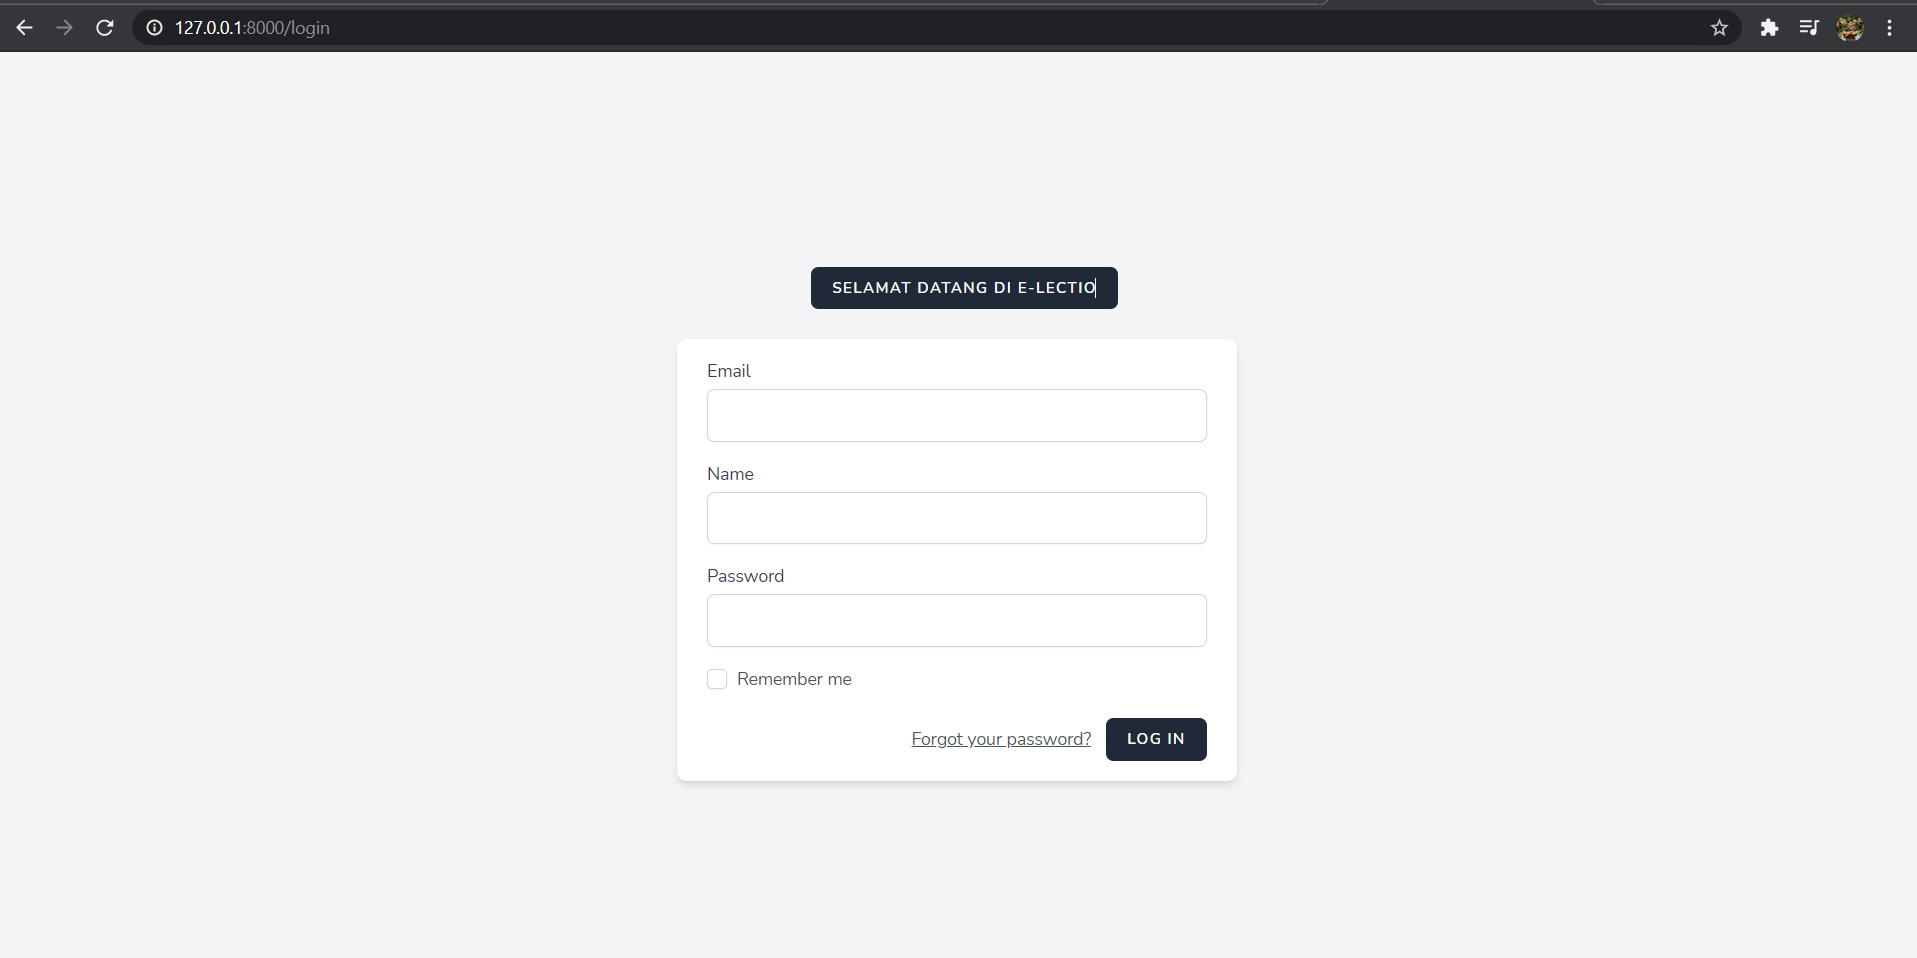 127.0.0.1:8000/login
SELAMAT DATANG DI E-LECTIO
Email
Name
Password
Remember me
Forgot your password? LOG IN